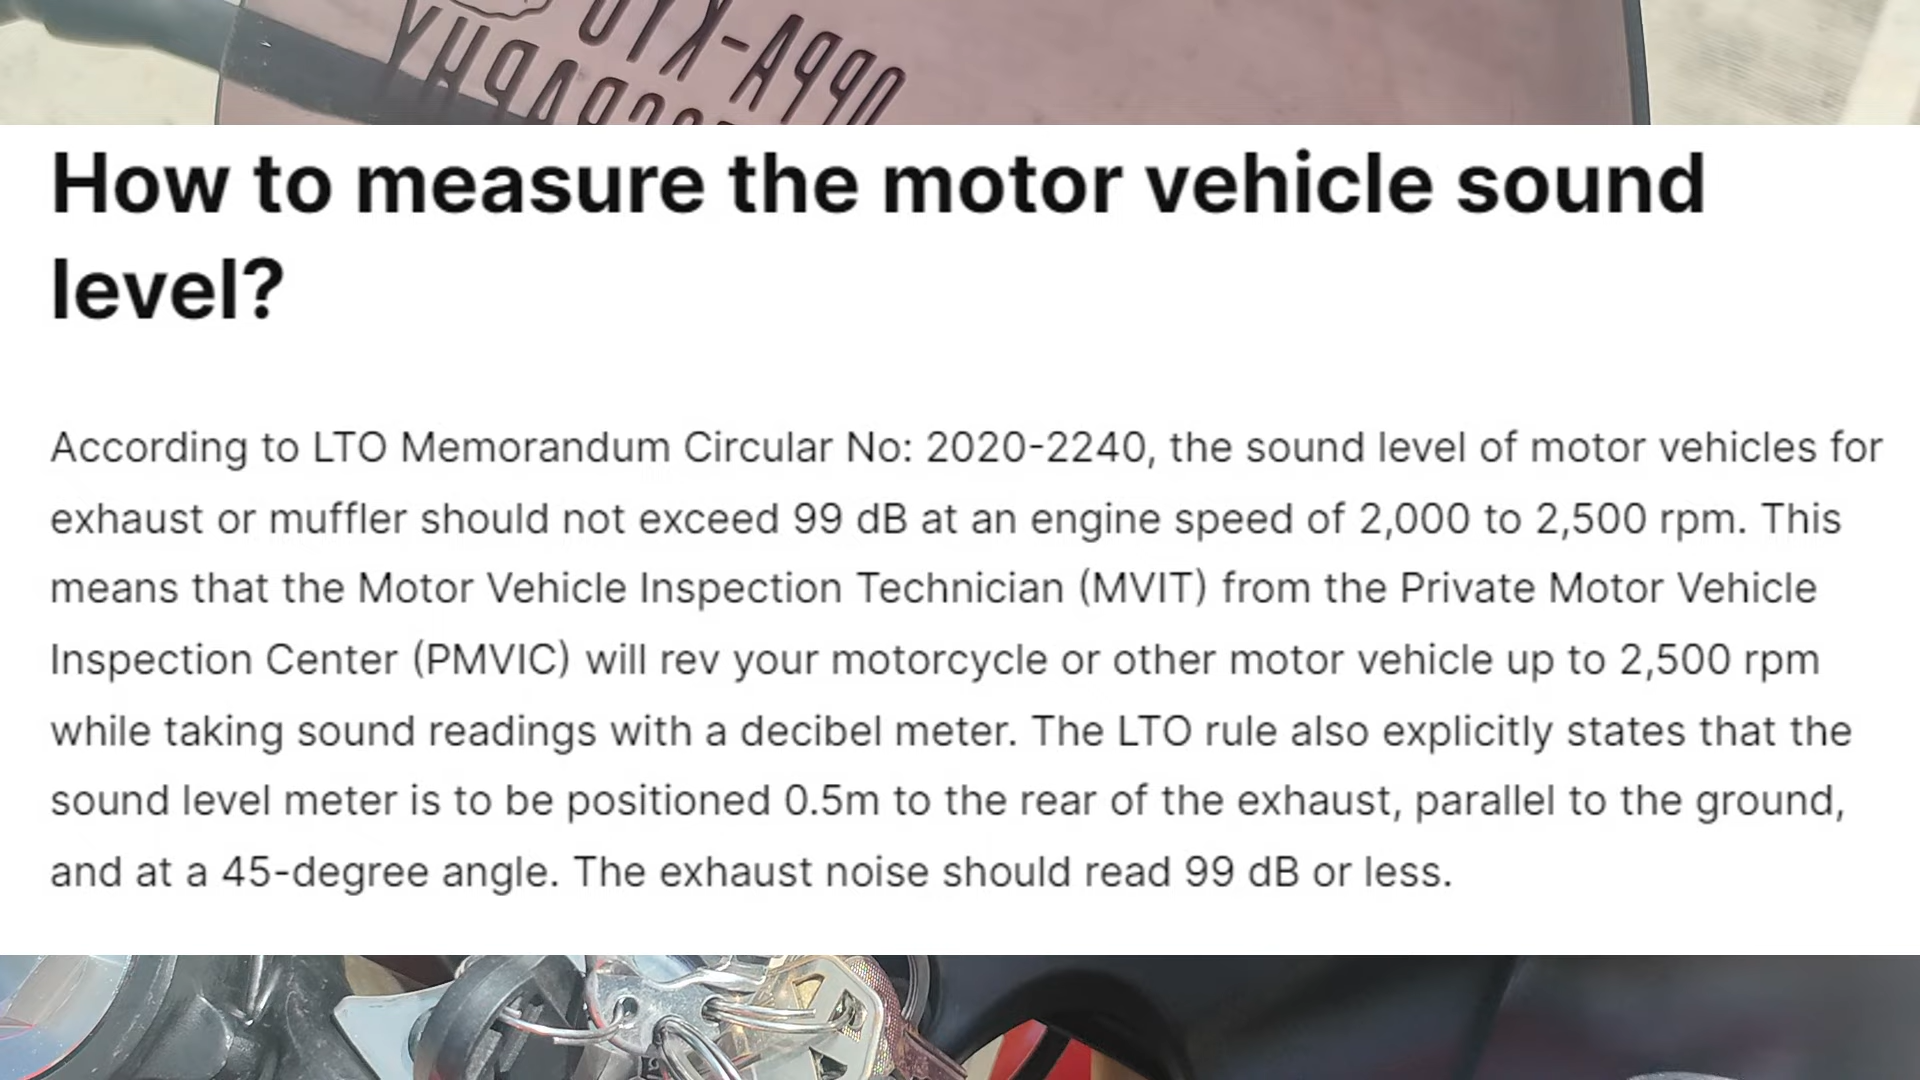 How to measure the motor vehicle sound
level?
According to LTO Memorandum Circular No: 2020-2240, the sound level of motor vehicles for
exhaust or muffler should not exceed 99 dB at an engine speed of 2,000 to 2,500 rpm. This
means that the Motor Vehicle Inspection Technician (MVIT) from the Private Motor Vehicle
Inspection Center (PMVIC) will rev your motorcycle or other motor vehicle up to 2,500 rpm
while taking sound readings with a decibel meter. The LTO rule also explicitly states that the
sound level meter is to be positioned 0.5m to the rear of the exhaust, parallel to the ground,
and at a 45-degree angle. The exhaust noise should read 99 dB or less.